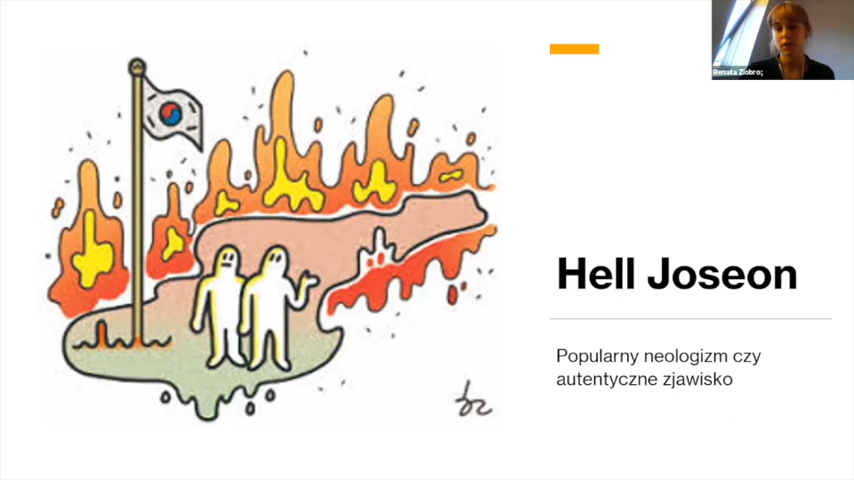 Renata Ziobro;
Hell Joseon
Popularny neologizm czy
autentyczne zjawisko